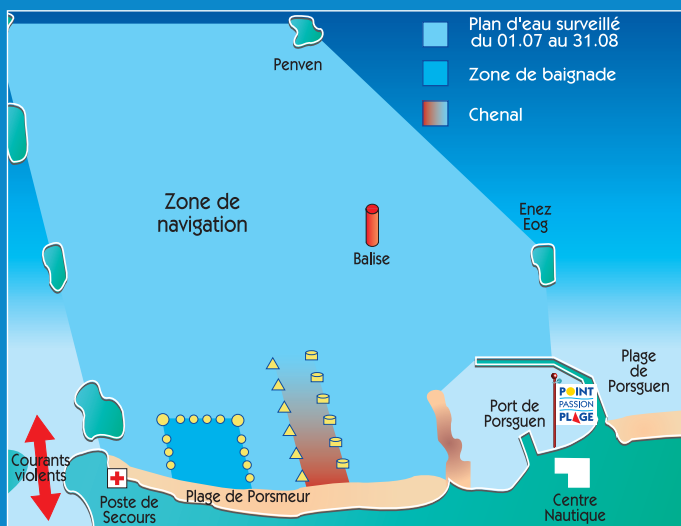 Plan d'eau surveillé
du 01.07 au 31.08
Zone de baignade
Chenal
Penven
Zone de
navigation
Balise
Enez
Eog
Plage
de
Porsguen
POINT
PASSION
PLAGE
Port de
Porsguen
Courants
violents
Poste de
Secours
Plage de Porsmeur
Centre
Nautique